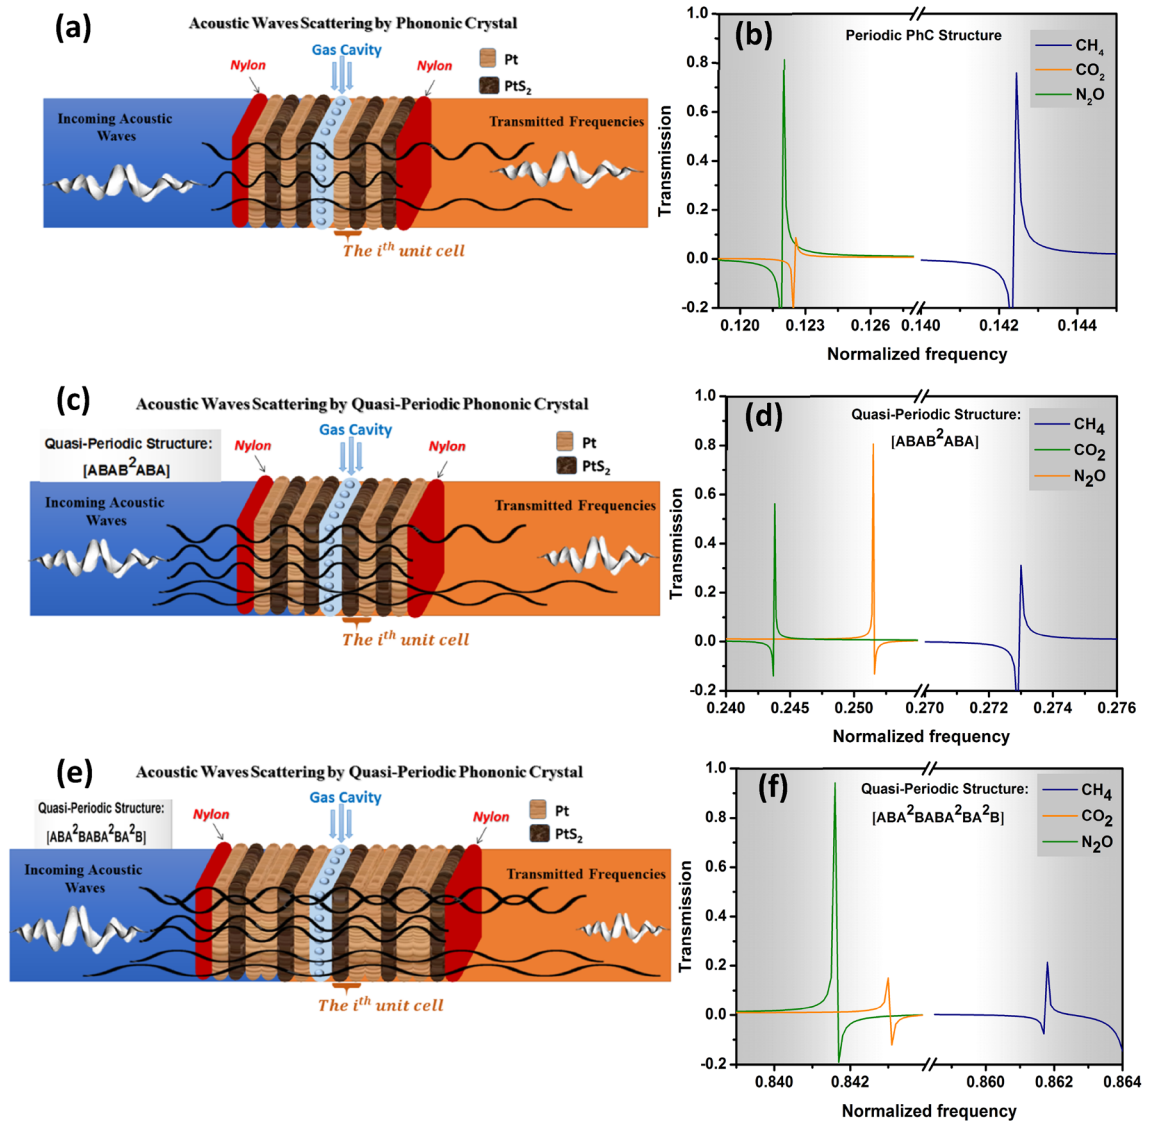 (a)
Acoustic Waves Scattering by Phononic Crystal
Gas Cavity
Nylon
Nylon
Pt
PtS2
Incoming Acoustic
Waves
Transmitted Frequencies
The i^th unit cell
(b)
Periodic PhC Structure
CH4
CO2
N2O
1.0
0.8
0.6
0.4
0.2
0.0
-0.2
Transmission
0.120 0.123 0.126 0.140 0.142 0.144
Normalized frequency
(c)
Acoustic Waves Scattering by Quasi-Periodic Phononic Crystal
Quasi-Periodic Structure:
[ABAB²ABA]
Gas Cavity
Nylon
Nylon
Pt
PtS2
Incoming Acoustic
Waves
Transmitted Frequencies
The i^th unit cell
(d)
Quasi-Periodic Structure:
[ABAB²ABA]
CH4
CO2
N2O
1.0
0.8
0.6
0.4
0.2
0.0
-0.2
Transmission
0.240 0.245 0.250 0.270 0.272 0.274 0.276
Normalized frequency
(e)
Acoustic Waves Scattering by Quasi-Periodic Phononic Crystal
Quasi-Periodic Structure:
[ABA²BABA²BA²B]
Gas Cavity
Nylon
Nylon
Pt
PtS2
Incoming Acoustic
Waves
Transmitted Frequencies
The i^th unit cell
(f)
Quasi-Periodic Structure:
[ABA²BABA²BA²B]
CH4
CO2
N2O
1.0
0.8
0.6
0.4
0.2
0.0
-0.2
Transmission
0.840 0.842 0.860 0.862 0.864
Normalized frequency